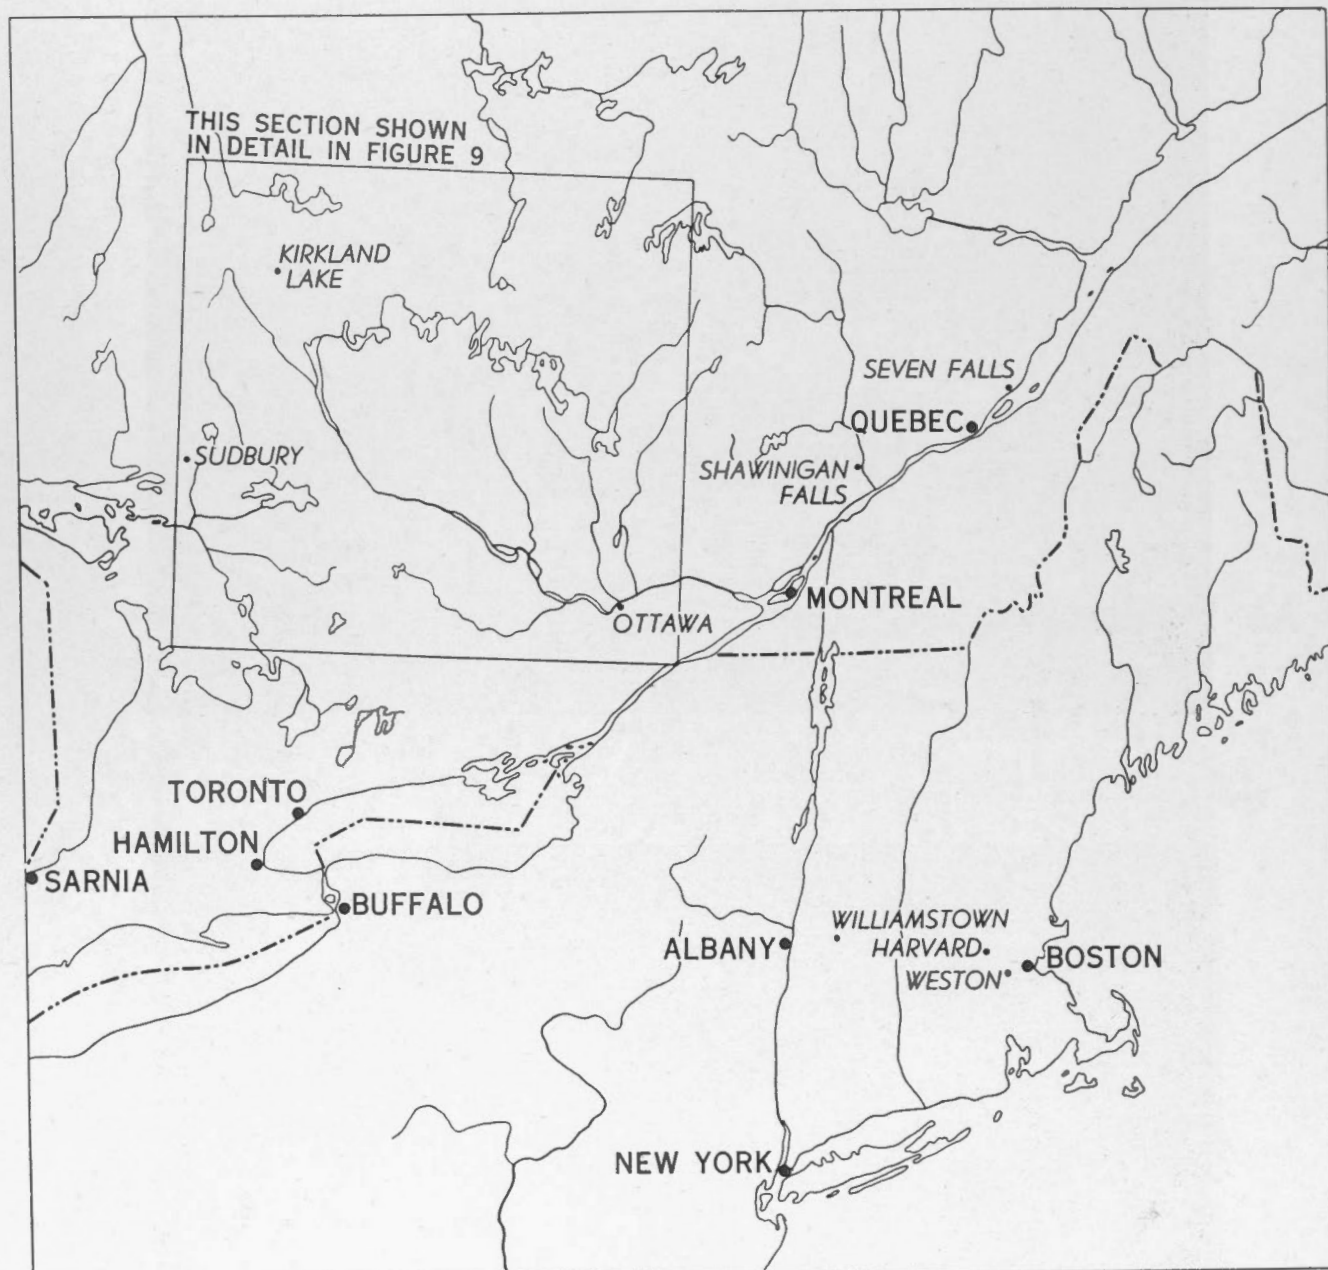 THIS SECTION SHOWN
IN DETAIL IN FIGURE 9
KIRKLAND
LAKE
SEVEN FALLS
QUEBEC
SUDBURY
SHAWINIGAN
FALLS
MONTREAL
OTTAWA
TORONTO
HAMILTON
SARNIA
BUFFALO
WILLIAMSTOWN
ALBANY
HARVARD
BOSTON
WESTON
NEW YORK